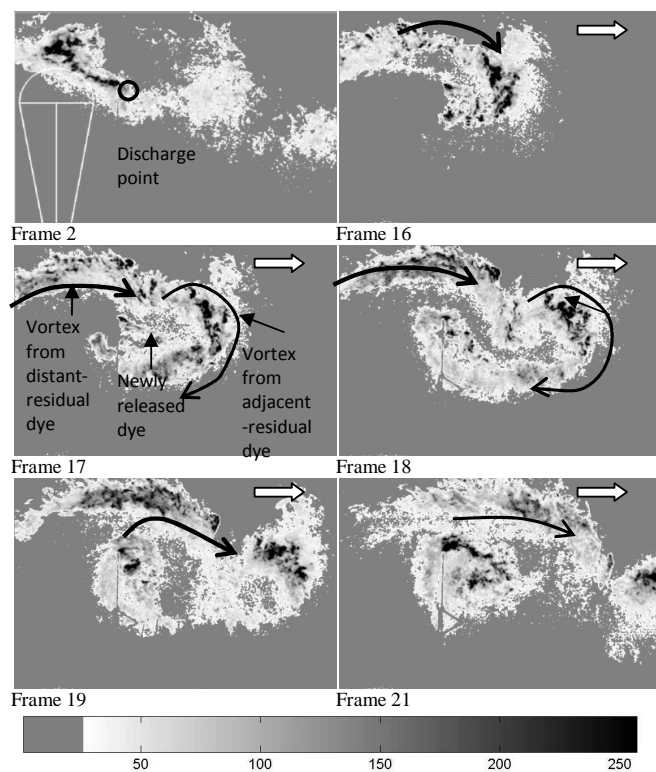 Discharge
point
Frame 2
Frame 16
Vortex
from
distant-
residual
dye
Newly
released
dye
Vortex
from
adjacent
-residual
dye
Frame 17
Frame 18
Frame 19
Frame 21
50
100
150
200
250